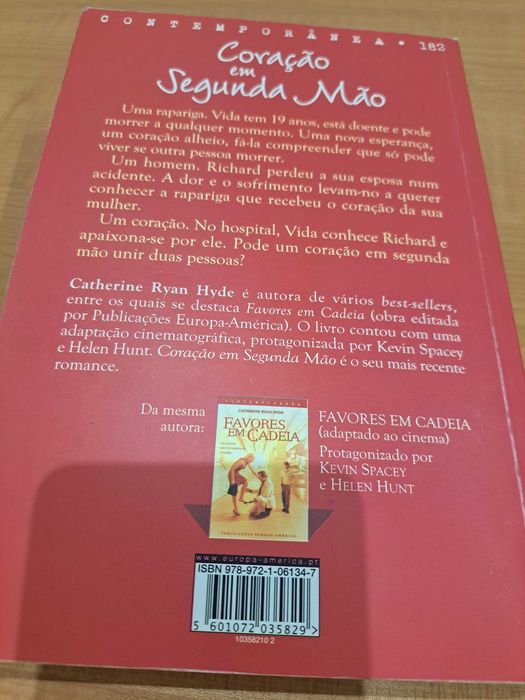 CONTEMPORÂNEA • 182
Coração
em
Segunda Mão
Uma rapariga. Vida tem 19 anos, está doente e pode
morrer a qualquer momento. Uma nova esperança,
um coração alheio, fá-la compreender que só pode
viver se outra pessoa morrer.
Um homem. Richard perdeu a sua esposa num
acidente. A dor e o sofrimento levam-no a querer
conhecer a rapariga que recebeu o coração da sua
mulher.
Um coração. No hospital, Vida conhece Richard e
apaixona-se por ele. Pode um coração em segunda
mão unir duas pessoas?
Catherine Ryan Hyde é autora de vários best-sellers,
entre os quais se destaca Favores em Cadeia (obra editada
por Publicações Europa-América). O livro contou com uma
adaptação cinematográfica, protagonizada por Kevin Spacey
e Helen Hunt. Coração em Segunda Mão é o seu mais recente
romance.
Da mesma
autora:
CATHERINE RYAN HYDE
FAVORES
EM CADEIA
PUBLICAÇÕES EUROPA-AMÉRICA
FAVORES EM CADEIA
(adaptado ao cinema)
Protagonizado por
KEVIN SPACEY
e HELEN HUNT
www.europa-america.pt
ISBN 978-972-1-06134-7
5 601072 035829 >
10358210 2